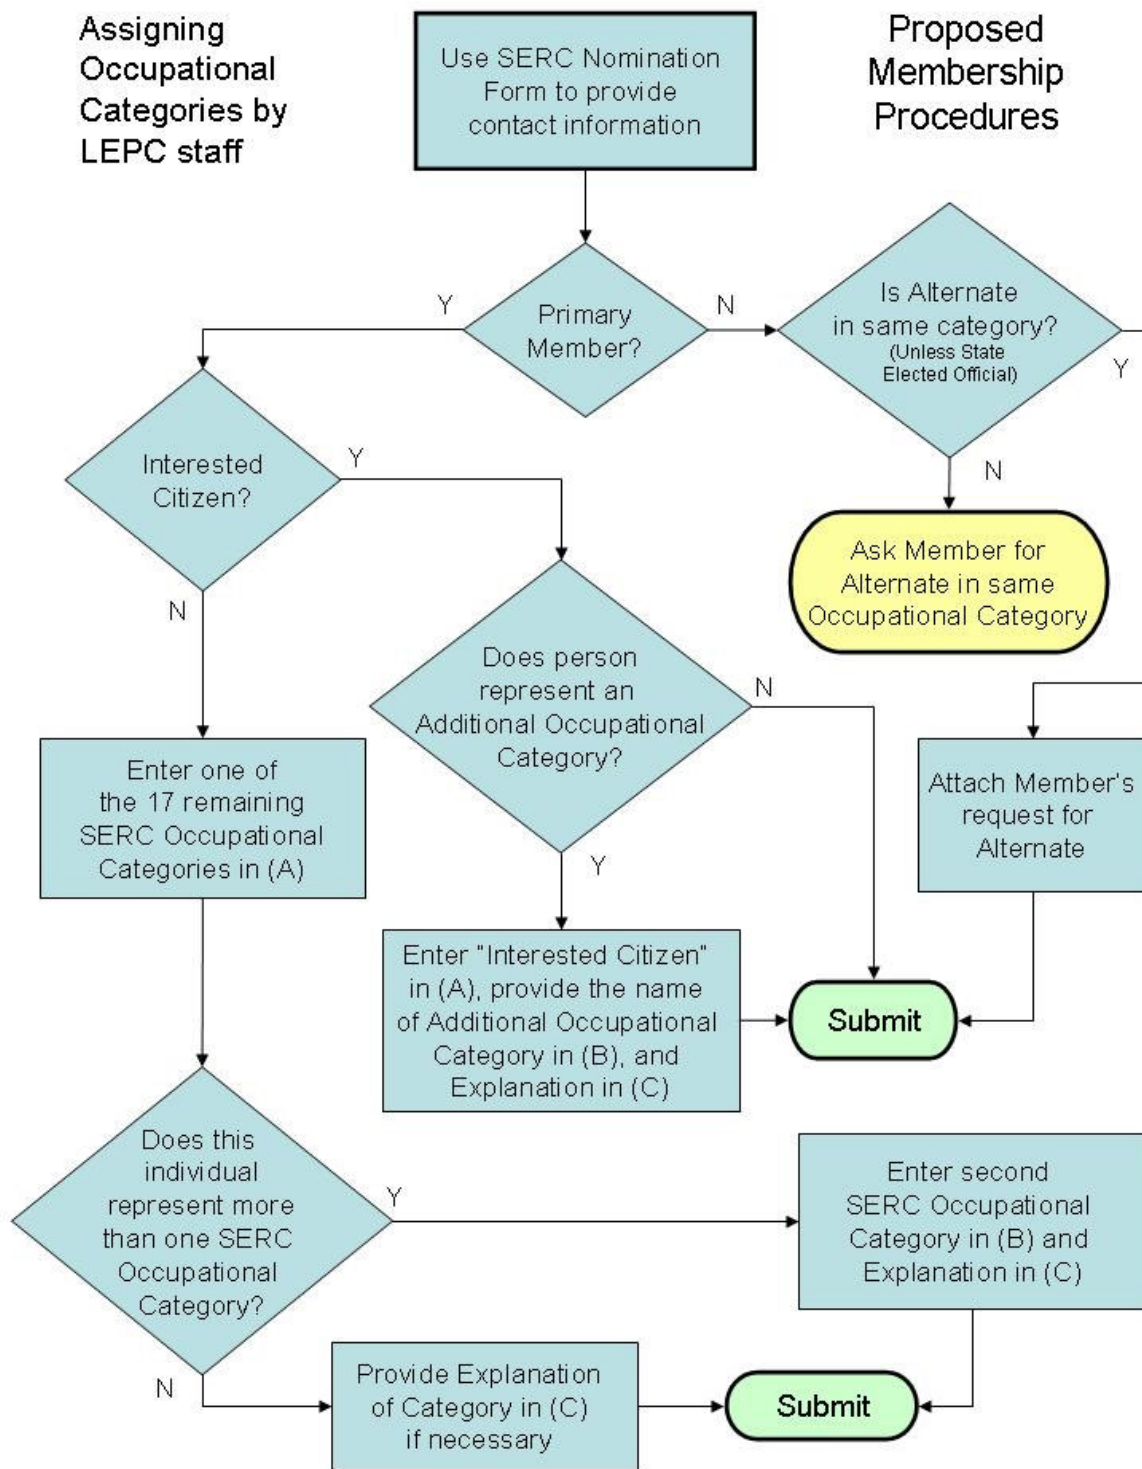 Assigning
Occupational
Categories by
LEPC staff
Use SERC Nomination
Form to provide
contact information
Proposed
Membership
Procedures
Y
Primary
Member?
N
Is Alternate
in same category?
(Unless State
Elected Official)
Y
N
Interested
Citizen?
Y
N
Ask Member for
Alternate in same
Occupational Category
Does person
represent an
Additional Occupational
Category?
N
Y
Enter one of
the 17 remaining
SERC Occupational
Categories in (A)
Attach Member's
request for
Alternate
Enter "Interested Citizen"
in (A), provide the name
of Additional Occupational
Category in (B), and
Explanation in (C)
Submit
Does this
individual
represent more
than one SERC
Occupational
Category?
Y
N
Enter second
SERC Occupational
Category in (B) and
Explanation in (C)
Provide Explanation
of Category in (C)
if necessary
Submit